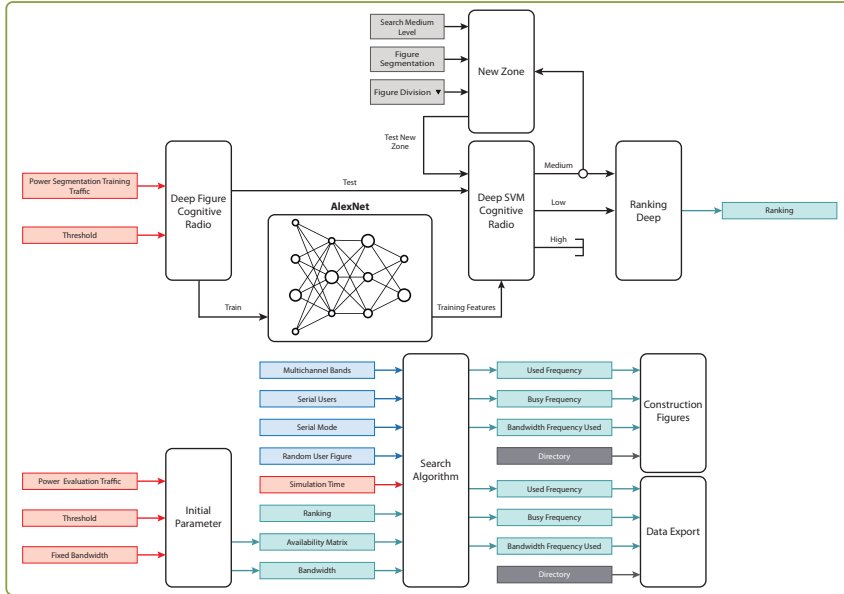 Search Medium
Level
Figure
Segmentation
Figure Division
New Zone
Test New
Zone
Medium
Power Segmentation Training
Traffic
Threshold
Deep Figure
Cognitive
Radio
Test
AlexNet
Train
Training Features
Deep SVM
Cognitive
Radio
Low
High
Ranking
Deep
Ranking
Multichannel Bands
Serial Users
Serial Mode
Random User Figure
Simulation Time
Ranking
Availability Matrix
Bandwidth
Power Evaluation Traffic
Threshold
Fixed Bandwidth
Initial
Parameter
Search
Algorithm
Used Frequency
Busy Frequency
Bandwidth Frequency Used
Directory
Construction
Figures
Used Frequency
Busy Frequency
Bandwidth Frequency Used
Directory
Data Export